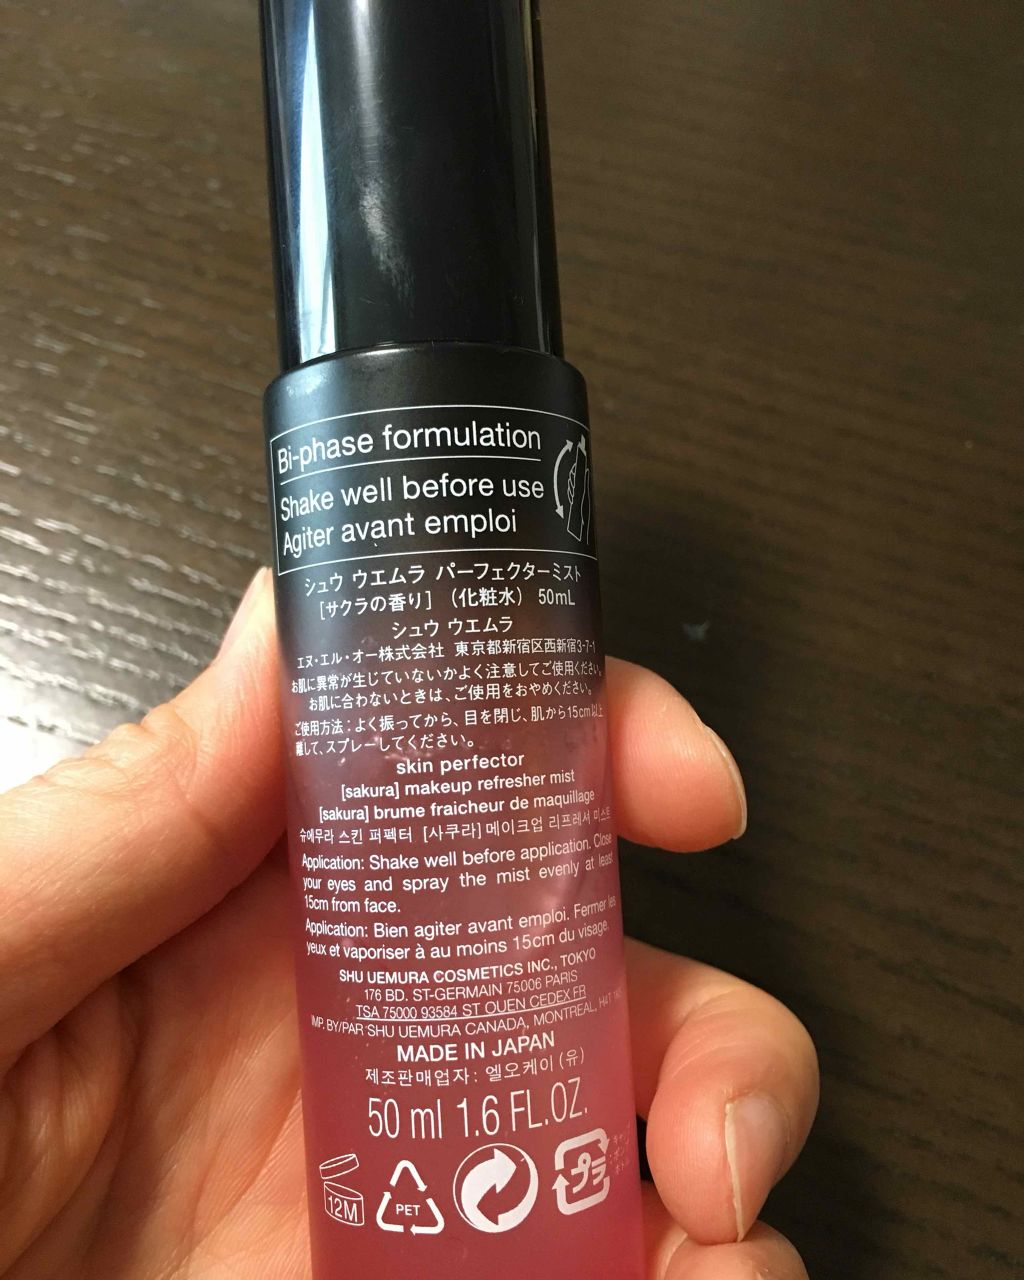 Bi-phase formulation
Shake well before use
Agiter avant emploi
シュウ ウエムラ パーフェクターミスト
[サクラの香り] (化粧水) 50mL
シュウ ウエムラ
エヌ・エル・オー株式会社 東京都新宿区西新宿3-7-1
お肌に異常が生じていないかよく注意してご使用ください。
お肌に合わないときは、ご使用をおやめください。
ご使用方法：よく振ってから、目を閉じ、肌から15cm以上
離して、スプレーしてください。
skin perfector
[sakura] makeup refresher mist
[sakura] brume fraicheur de maquillage
슈에무라 스킨 퍼펙터 [사쿠라] 메이크업 리프레셔 미스트
Application: Shake well before application. Close
your eyes and spray the mist evenly at least
15cm from face.
Application: Bien agiter avant emploi. Fermer les
yeux et vaporiser à au moins 15cm du visage.
SHU UEMURA COSMETICS INC., TOKYO
176 BD. ST-GERMAIN 75006 PARIS
TSA 75000 93584 ST OUEN CEDEX FR
IMP. BY/PAR SHU UEMURA CANADA, MONTREAL, H4T
MADE IN JAPAN
제조판매업자: 엘오케이(유)
50 ml 1.6 FL.OZ.
12M
PET
プラ